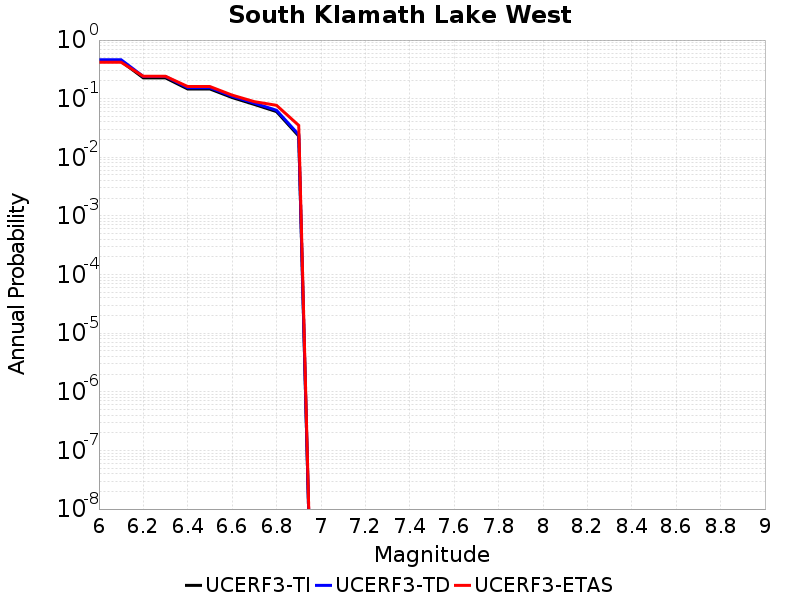 South Klamath Lake West
10^0
10^-1
10^-2
10^-3
10^-4
10^-5
10^-6
10^-7
10^-8
Annual Probability
6 6.2 6.4 6.6 6.8 7 7.2 7.4 7.6 7.8 8 8.2 8.4 8.6 8.8 9
Magnitude
UCERF3-TI UCERF3-TD UCERF3-ETAS